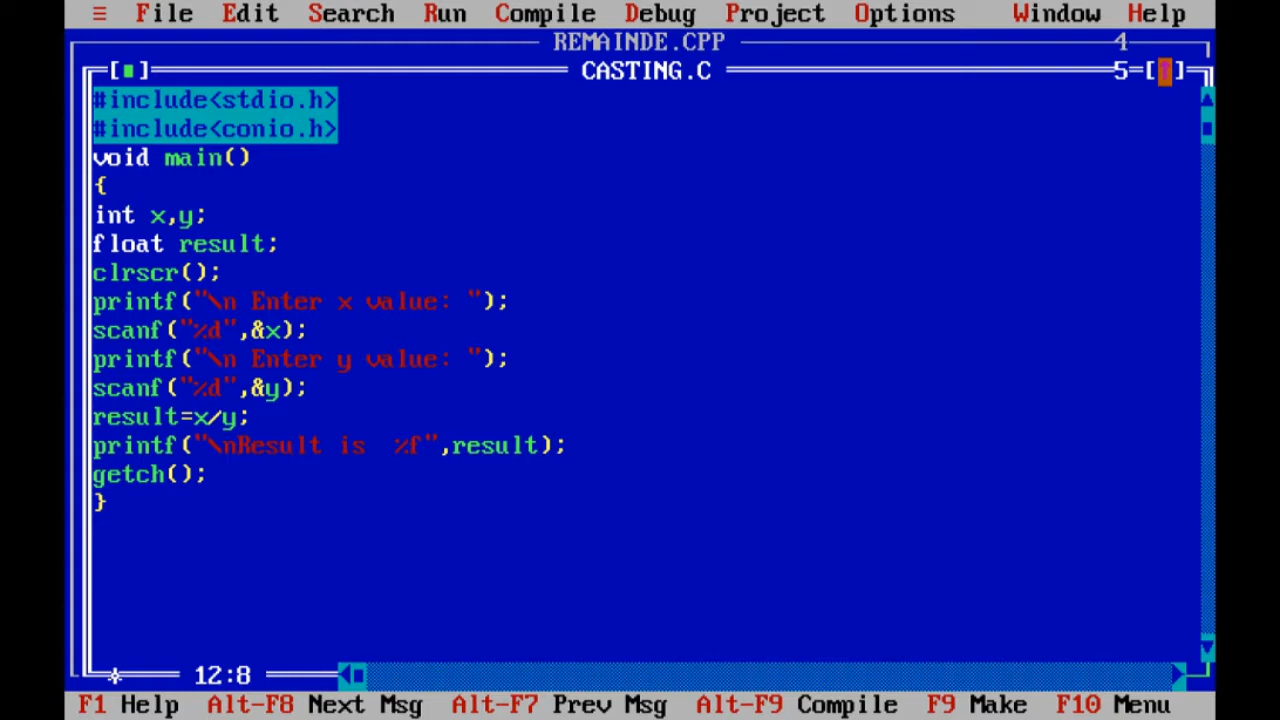 ≡ File Edit Search Run Compile Debug Project Options Window Help
REMAINDE.CPP 4
[■] CASTING.C 5=[↑]
#include<stdio.h>
#include<conio.h>
void main()
{
int x,y;
float result;
clrscr();
printf("\n Enter x value: ");
scanf("%d",&x);
printf("\n Enter y value: ");
scanf("%d",&y);
result=x/y;
printf("\nResult is  %f",result);
getch();
}
12:8
F1 Help Alt-F8 Next Msg Alt-F7 Prev Msg Alt-F9 Compile F9 Make F10 Menu